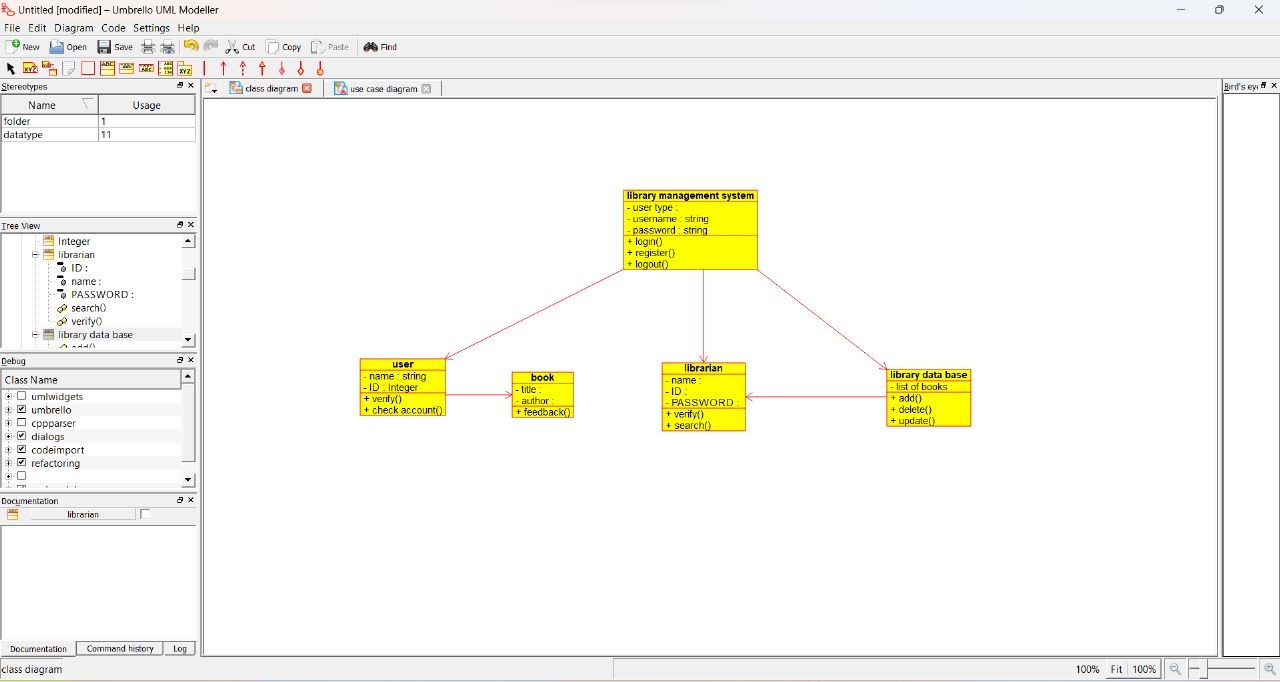 Untitled [modified] – Umbrello UML Modeller
File Edit Diagram Code Settings Help
New Open Save Cut Copy Paste Find
Stereotypes
Name Usage
folder 1
datatype 11
Tree View
Integer
librarian
ID :
name :
PASSWORD :
search()
verify()
library data base
add()
Debug
Class Name
umlwidgets
umbrello
cppparser
dialogs
codeimport
refactoring
Documentation
librarian
Documentation Command history Log
class diagram
class diagram use case diagram
library management system
- user type :
- username : string
- password : string
+ login()
+ register()
+ logout()
user
- name : string
- ID : Integer
+ verify()
+ check account()
book
- title :
- author :
+ feedback()
librarian
- name :
- ID :
- PASSWORD :
+ verify()
+ search()
library data base
- list of books
+ add()
+ delete()
+ update()
Bird's ey
100% Fit 100%